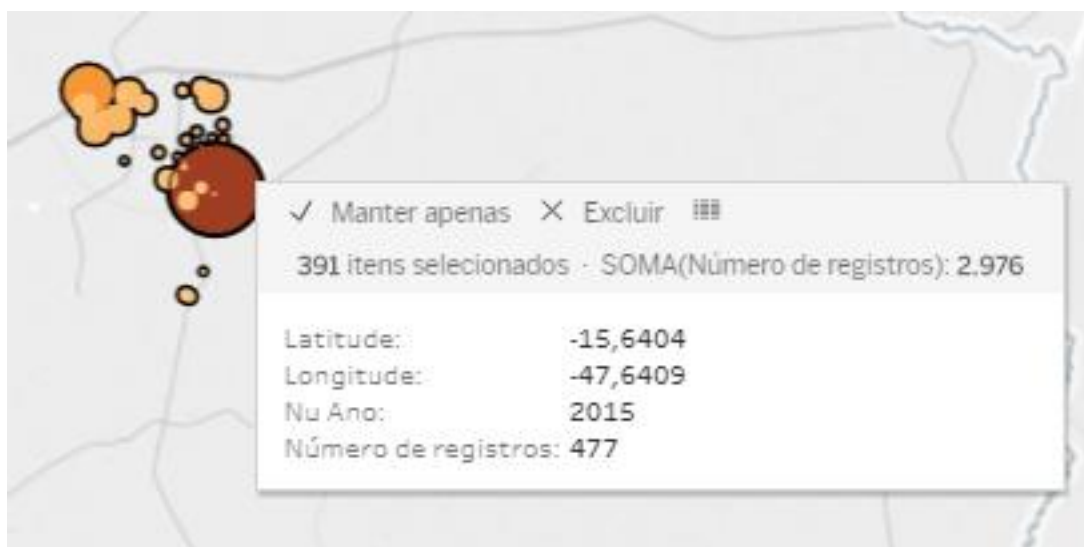 Manter apenas Excluir
391 itens selecionados · SOMA(Número de registros): 2.976
Latitude: -15,6404
Longitude: -47,6409
Nu Ano: 2015
Número de registros: 477